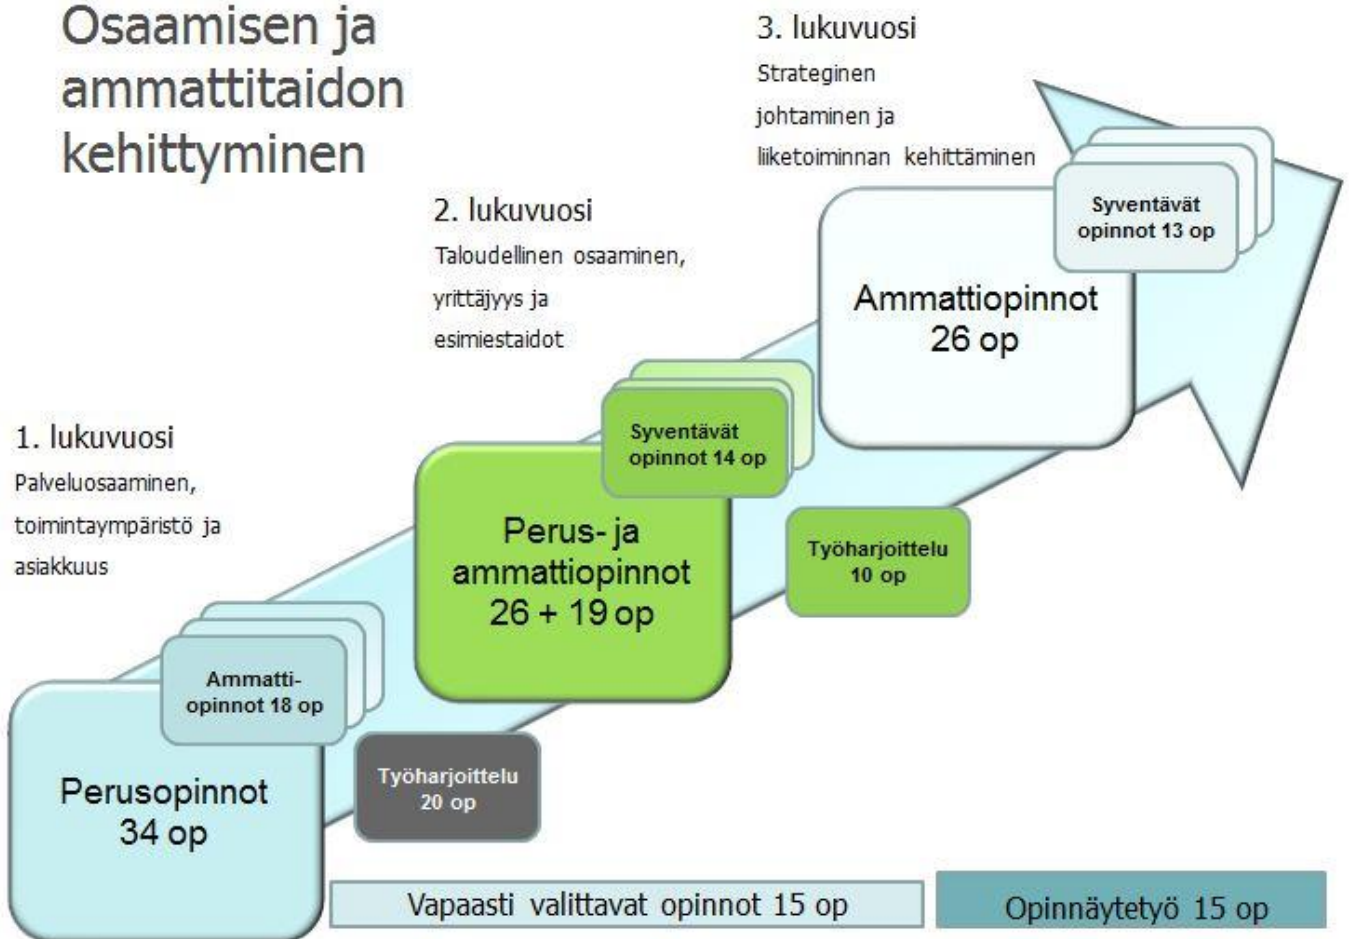 Osaamisen ja
ammattitaidon
kehittyminen
3. lukuvuosi
Strateginen
johtaminen ja
liiketoiminnan kehittäminen
Syventävät
opinnot 13 op
Ammattiopinnot
26 op
2. lukuvuosi
Taloudellinen osaaminen,
yrittäjyys ja
esimiestaidot
Syventävät
opinnot 14 op
Perus- ja
ammattiopinnot
26 + 19 op
Työharjoittelu
10 op
1. lukuvuosi
Palveluosaaminen,
toimintaympäristö ja
asiakkuus
Ammatti-
opinnot 18 op
Perusopinnot
34 op
Työharjoittelu
20 op
Vapaasti valittavat opinnot 15 op
Opinnäytetyö 15 op